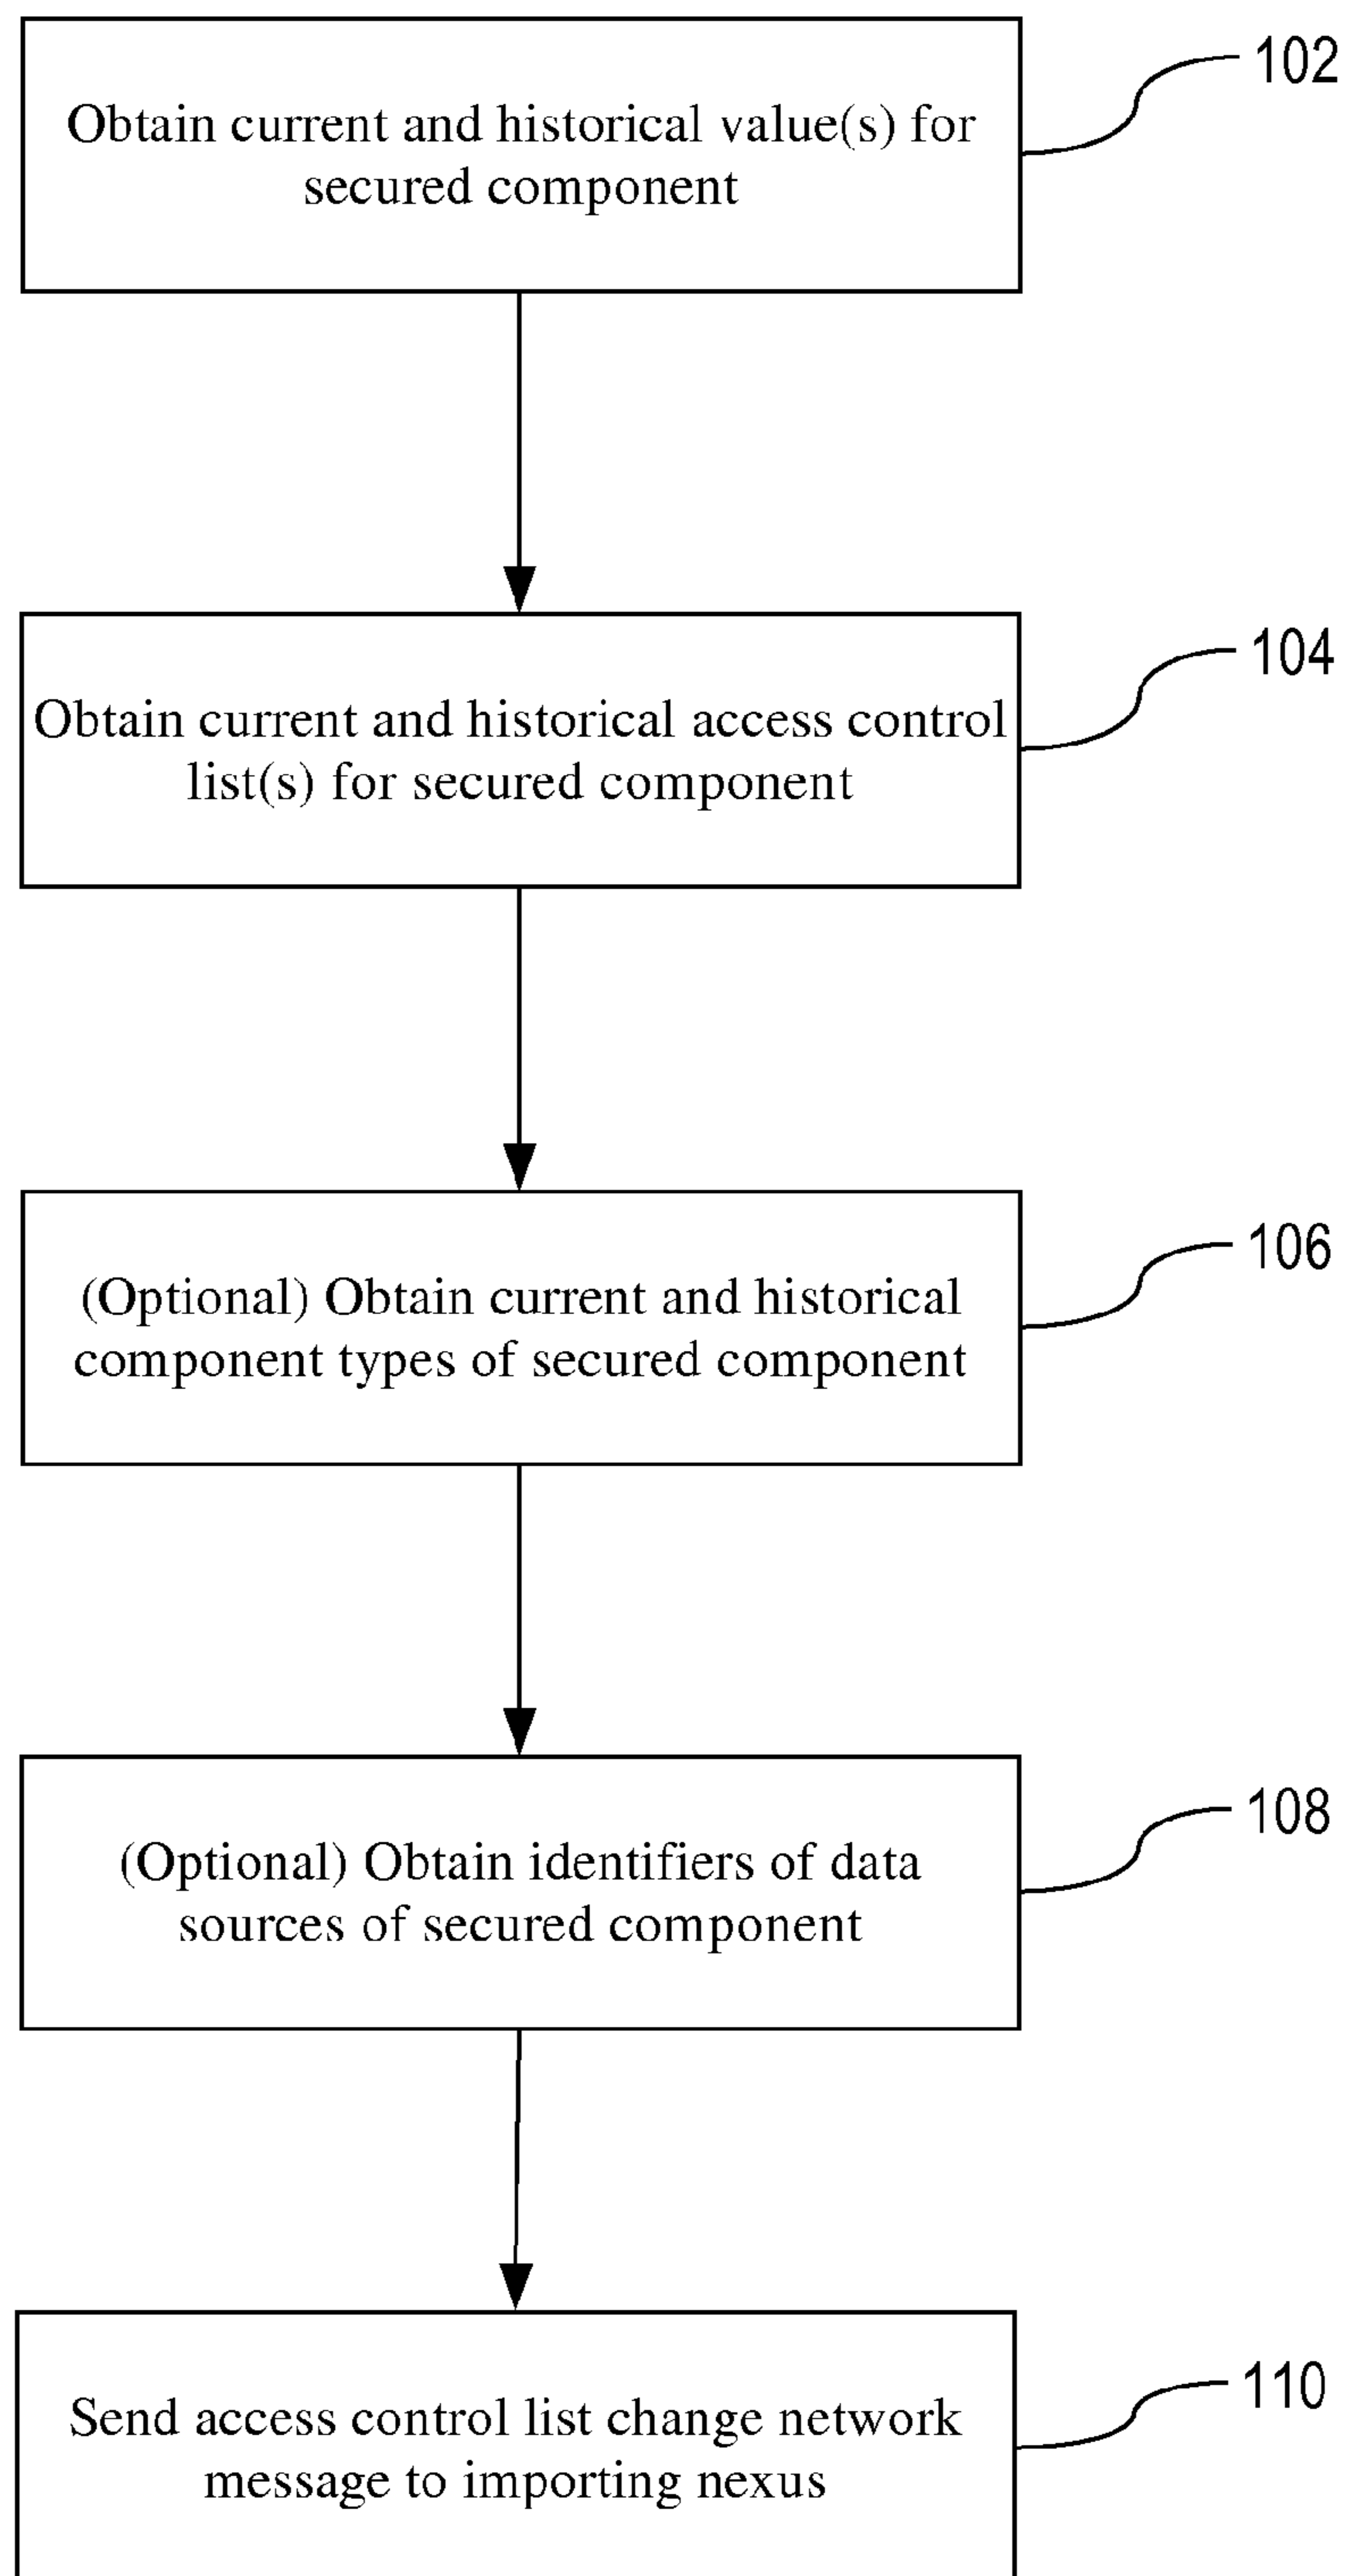 102
Obtain current and historical value(s) for
secured component
104
Obtain current and historical access control
list(s) for secured component
106
(Optional) Obtain current and historical
component types of secured component
108
(Optional) Obtain identifiers of data
sources of secured component
110
Send access control list change network
message to importing nexus